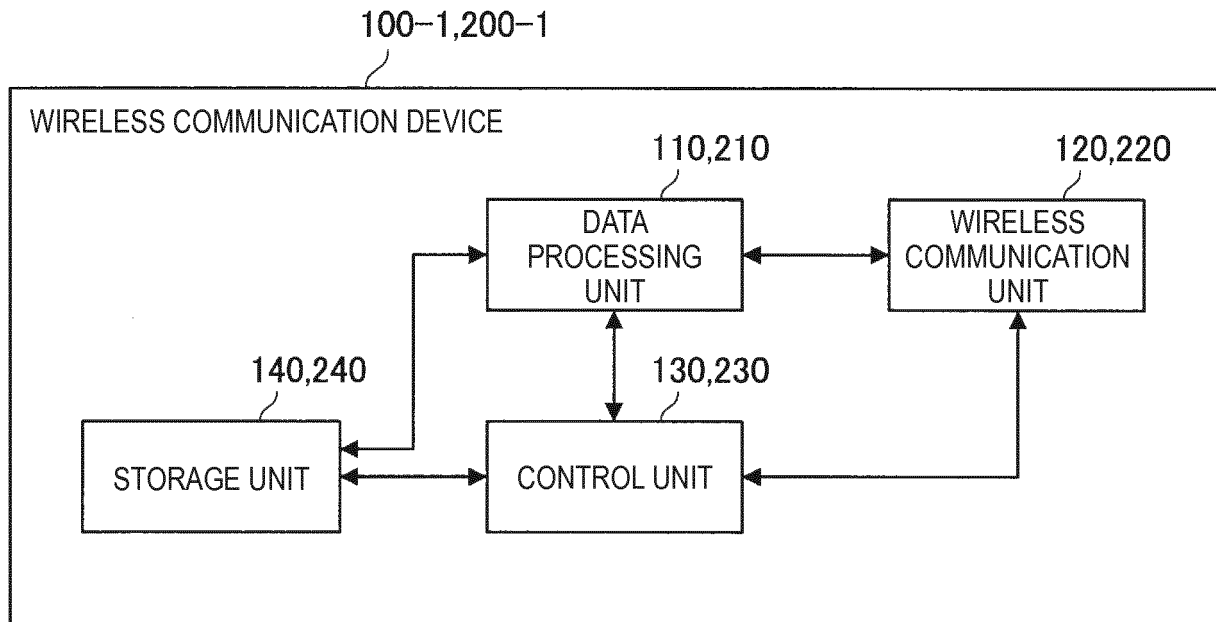 100-1,200-1
WIRELESS COMMUNICATION DEVICE
110,210
DATA
PROCESSING
UNIT
120,220
WIRELESS
COMMUNICATION
UNIT
140,240
STORAGE UNIT
130,230
CONTROL UNIT